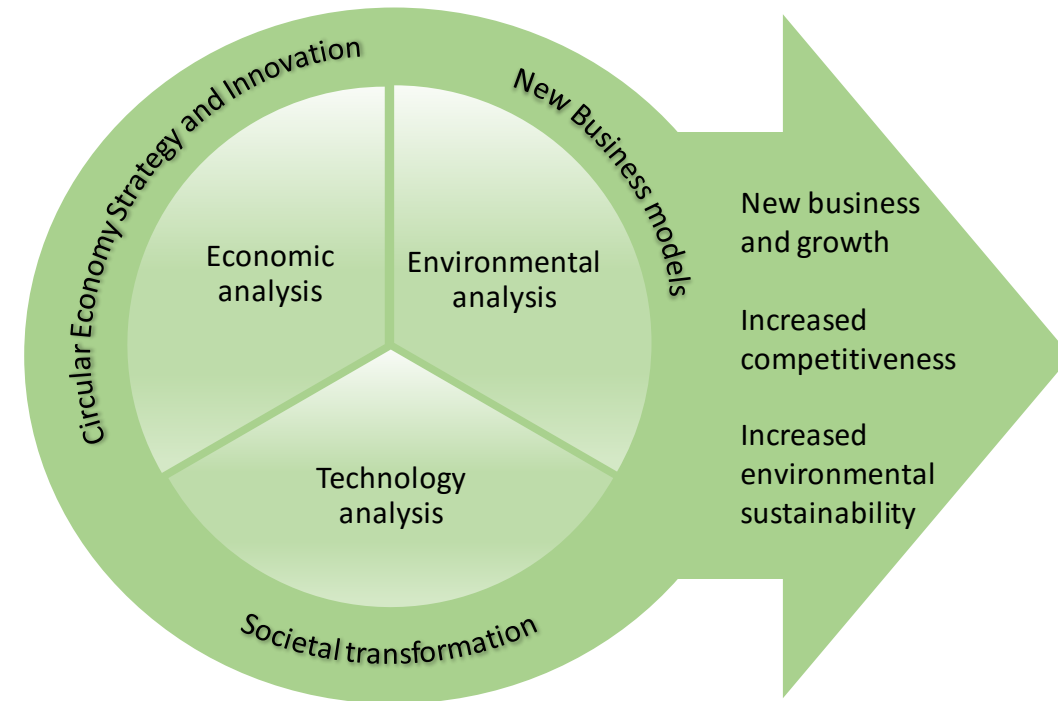 Circular Economy Strategy and Innovation
New Business models
Economic
analysis
Environmental
analysis
Technology
analysis
Societal transformation
New business
and growth
Increased
competitiveness
Increased
environmental
sustainability